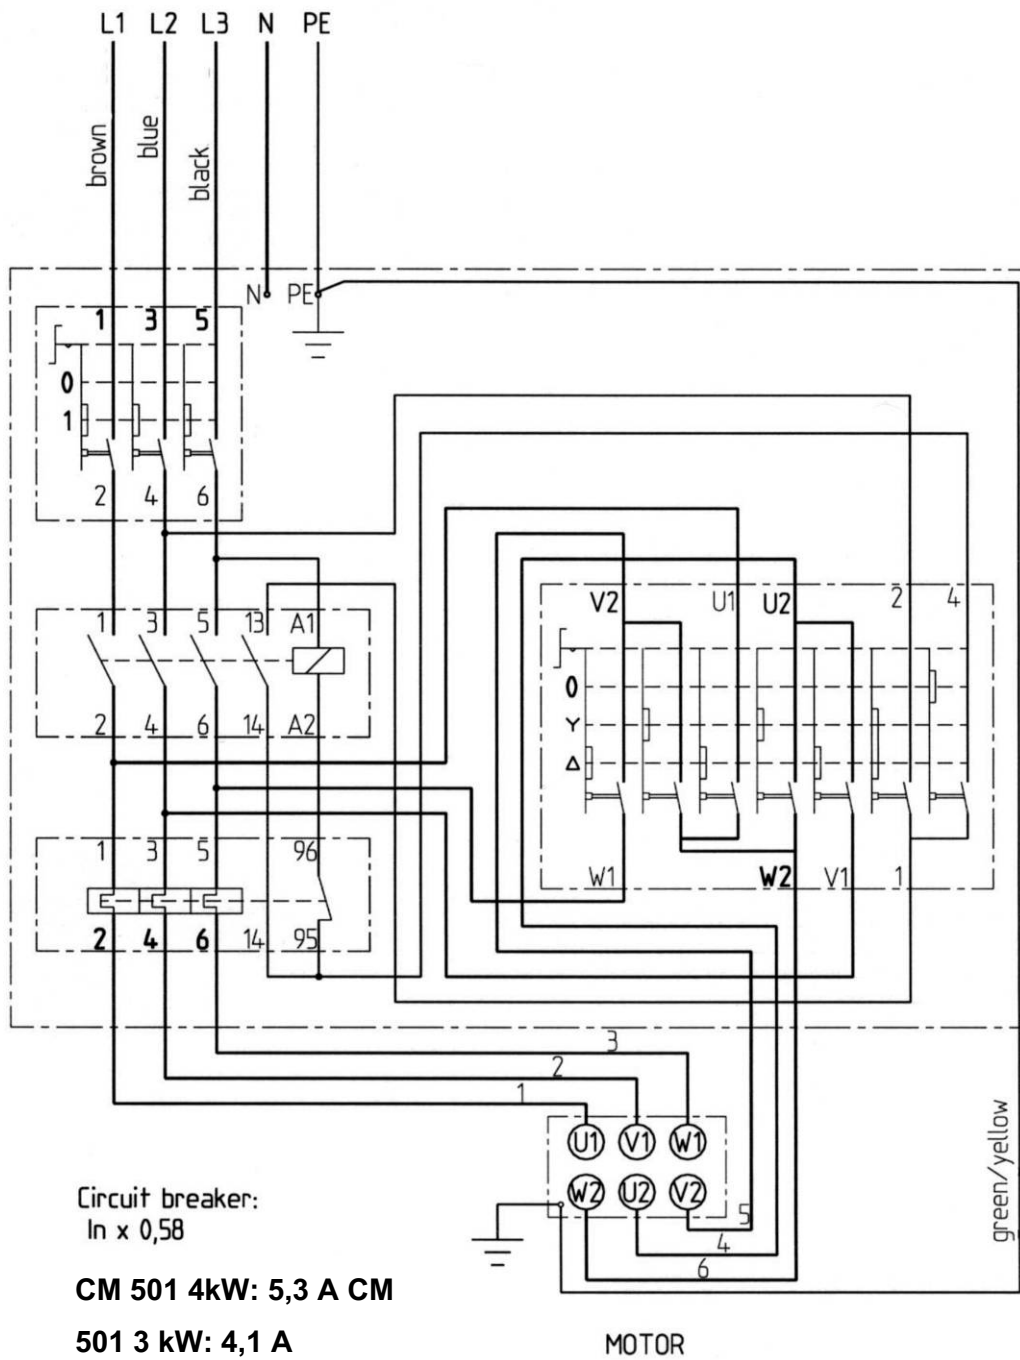 L1 L2 L3 N PE
brown
blue
black
N PE
1 3 5
0
1
2 4 6
V2 U1 U2 2 4
1 3 5 13 A1
0
Y
Δ
2 4 6 14 A2
1 3 5 96
W1 W2 V1 1
2 4 6 14 95
3
2
1
U1 V1 W1
W2 U2 V2
5
4
6
green/yellow
Circuit breaker:
In x 0,58
CM 501 4kW: 5,3 A CM
501 3 kW: 4,1 A
MOTOR